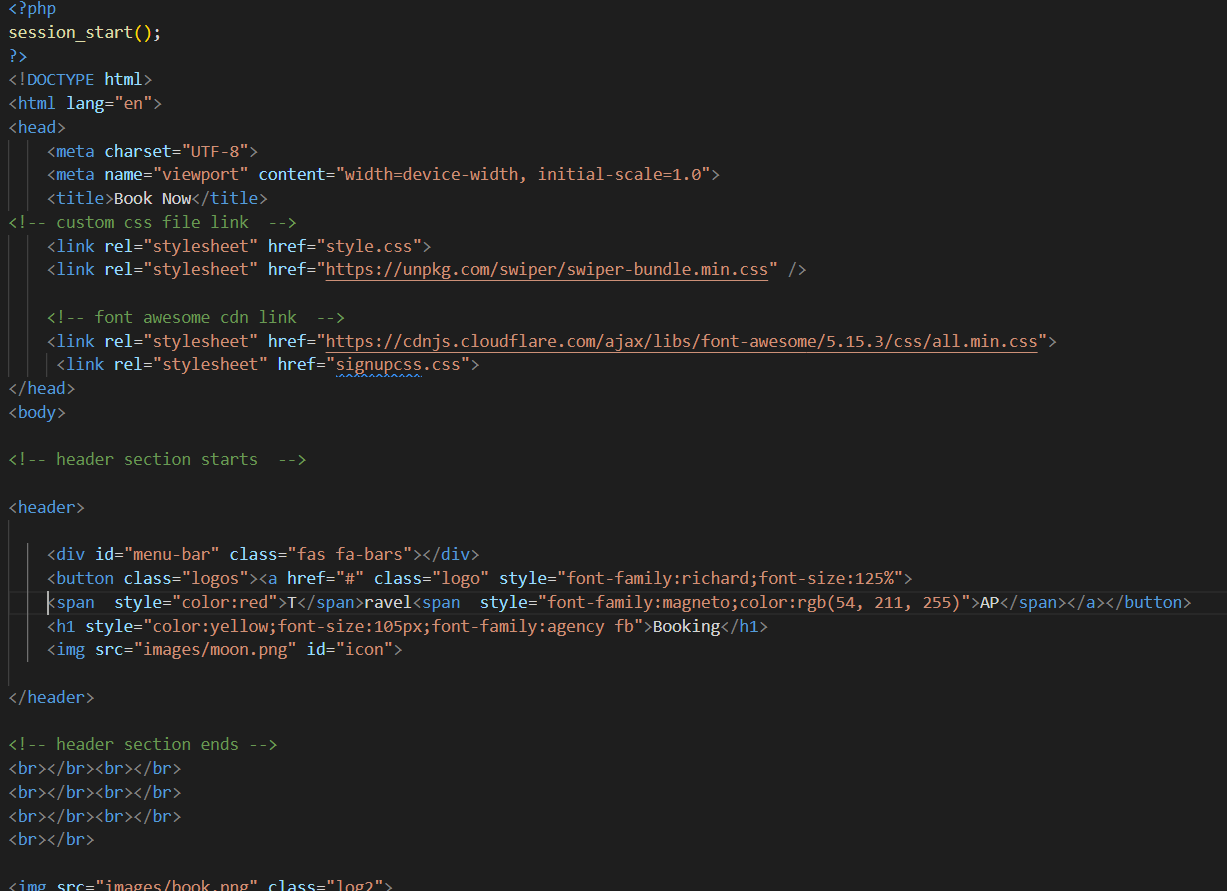 <?php
session_start();
?>
<!DOCTYPE html>
<html lang="en">
<head>
    <meta charset="UTF-8">
    <meta name="viewport" content="width=device-width, initial-scale=1.0">
    <title>Book Now</title>
<!-- custom css file link  -->
    <link rel="stylesheet" href="style.css">
    <link rel="stylesheet" href="https://unpkg.com/swiper/swiper-bundle.min.css" />

    <!-- font awesome cdn link  -->
    <link rel="stylesheet" href="https://cdnjs.cloudflare.com/ajax/libs/font-awesome/5.15.3/css/all.min.css">
     <link rel="stylesheet" href="signupcss.css">
</head>
<body>

<!-- header section starts  -->

<header>

    <div id="menu-bar" class="fas fa-bars"></div>
    <button class="logos"><a href="#" class="logo" style="font-family:richard;font-size:125%">
    <span  style="color:red">T</span>ravel<span  style="font-family:magneto;color:rgb(54, 211, 255)">AP</span></a></button>
    <h1 style="color:yellow;font-size:105px;font-family:agency fb">Booking</h1>
    <img src="images/moon.png" id="icon">

</header>

<!-- header section ends -->
<br></br><br></br>
<br></br><br></br>
<br></br><br></br>
<br></br>

<img src="images/book.png" class="log2">